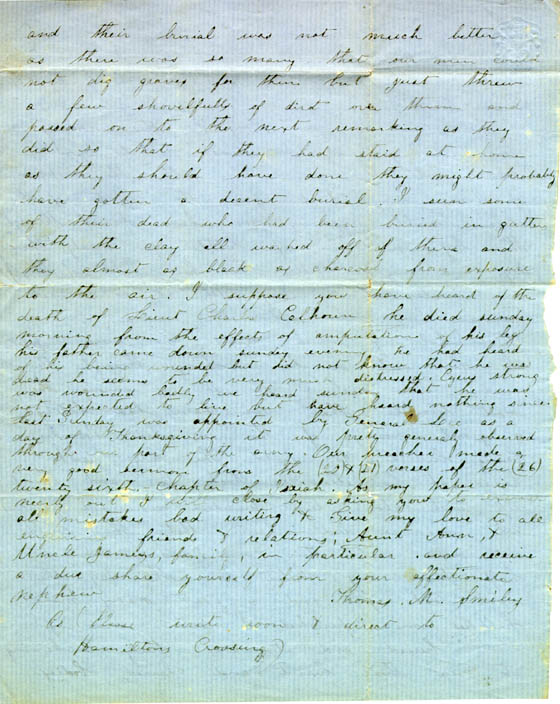 and their burial was not much better
as there was so many that our men could
not dig graves for them but just threw
a few shovelfulls of dirt over them and
passed on to the next remarking as they
did so that if they had staid at home
as they should have done they might probably
have gotten a decent burial. I seen some
of their dead who had been buried in gutters
with the clay all washed off of them and
they almost as black as charcoal from exposure
to the air. I suppose you have heard of the
death of Lieut Calhoun he died sunday
morning from the effects of amputation of his leg
his father came down sunday evening he had heard
of his being wounded but did not know that he was
dead he seems to be very much distressed. strong
was wounded badly we heard sunday that he was
not expected to live but have heard nothing since
last Sunday was appointed by General Lee as a
day of Thanksgiving it was pretty generally observed
through our part of the army. Our preacher made a
very good sermon from the (20 & 21) verses of the (26)
twenty sixth chapter of Isaiah. As my paper is
nearly out I will close by asking you to
all mistakes bad writing & Give my love to all
enquiring friends & relations; Aunt &
Uncle Jameys, family, in particular and receive
a due share yourself from your affectionate
nephew Thomas. M. Smiley
Ps (Please write soon & direct to
Hamiltons Crossing)